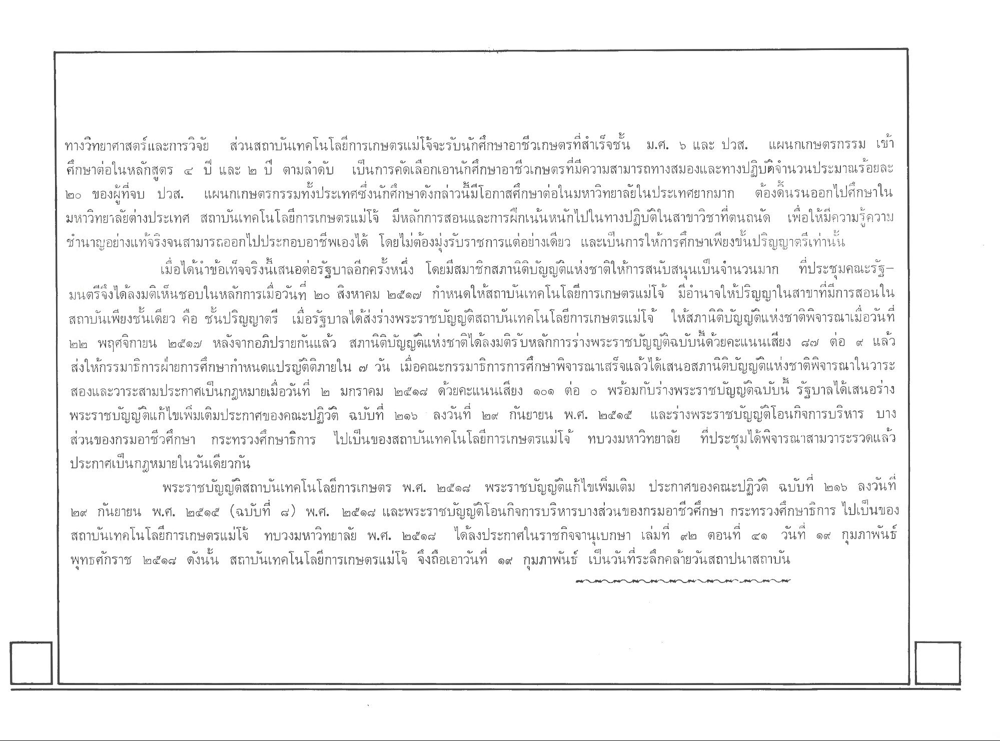 ทางวิทยาศาสตร์และการวิจัย ส่วนสถาบันเทคโนโลยีการเกษตรแม่โจ้จะรับนักศึกษาอาชีวเกษตรที่สำเร็จชั้น ม.ศ. ๖ และ ปวส. แผนกเกษตรกรรม เข้า
ศึกษาต่อในหลักสูตร ๔ ปี และ ๒ ปี ตามลำดับ เป็นการคัดเลือกเอานักศึกษาอาชีวเกษตรที่มีความสามารถทางสมองและทางปฏิบัติจำนวนประมาณร้อยละ
๒๐ ของผู้ที่จบ ปวส. แผนกเกษตรกรรมทั้งประเทศซึ่งนักศึกษาดังกล่าวนี้มีโอกาสศึกษาต่อในมหาวิทยาลัยในประเทศยากมาก ต้องดิ้นรนออกไปศึกษาใน
มหาวิทยาลัยต่างประเทศ สถาบันเทคโนโลยีการเกษตรแม่โจ้ มีหลักการสอนและการฝึกเน้นหนักไปในทางปฏิบัติในสาขาวิชาที่ตนถนัด เพื่อให้มีความรู้ความ
ชำนาญอย่างแท้จริงจนสามารถออกไปประกอบอาชีพเองได้ โดยไม่ต้องมุ่งรับราชการแต่อย่างเดียว และเป็นการให้การศึกษาเพียงขั้นปริญญาตรีเท่านั้น
เมื่อได้นำข้อเท็จจริงนี้เสนอต่อรัฐบาลอีกครั้งหนึ่ง โดยมีสมาชิกสภานิติบัญญัติแห่งชาติให้การสนับสนุนเป็นจำนวนมาก ที่ประชุมคณะรัฐ-
มนตรีจึงได้ลงมติเห็นชอบในหลักการเมื่อวันที่ ๒๐ สิงหาคม ๒๕๑๗ กำหนดให้สถาบันเทคโนโลยีการเกษตรแม่โจ้ มีอำนาจให้ปริญญาในสาขาที่มีการสอนใน
สถาบันเพียงชั้นเดียว คือ ชั้นปริญญาตรี เมื่อรัฐบาลได้ส่งร่างพระราชบัญญัติสถาบันเทคโนโลยีการเกษตรแม่โจ้ ให้สภานิติบัญญัติแห่งชาติพิจารณาเมื่อวันที่
๒๒ พฤศจิกายน ๒๕๑๗ หลังจากอภิปรายกันแล้ว สภานิติบัญญัติแห่งชาติได้ลงมติรับหลักการร่างพระราชบัญญัติฉบับนี้ด้วยคะแนนเสียง ๘๗ ต่อ ๙ แล้ว
ส่งให้กรรมาธิการฝ่ายการศึกษากำหนดแปรญัตติภายใน ๗ วัน เมื่อคณะกรรมาธิการการศึกษาพิจารณาเสร็จแล้วได้เสนอสภานิติบัญญัติแห่งชาติพิจารณาในวาระ
สองและวาระสามประกาศเป็นกฎหมายเมื่อวันที่ ๒ มกราคม ๒๕๑๘ ด้วยคะแนนเสียง ๑๐๑ ต่อ ๐ พร้อมกับร่างพระราชบัญญัติฉบับนี้ รัฐบาลได้เสนอร่าง
พระราชบัญญัติแก้ไขเพิ่มเติมประกาศของคณะปฏิวัติ ฉบับที่ ๒๑๖ ลงวันที่ ๒๙ กันยายน พ.ศ. ๒๕๑๕ และร่างพระราชบัญญัติโอนกิจการบริหาร บาง
ส่วนของกรมอาชีวศึกษา กระทรวงศึกษาธิการ ไปเป็นของสถาบันเทคโนโลยีการเกษตรแม่โจ้ ทบวงมหาวิทยาลัย ที่ประชุมได้พิจารณาสามวาระรวดแล้ว
ประกาศเป็นกฎหมายในวันเดียวกัน
พระราชบัญญัติสถาบันเทคโนโลยีการเกษตร พ.ศ. ๒๕๑๘ พระราชบัญญัติแก้ไขเพิ่มเติม ประกาศของคณะปฏิวัติ ฉบับที่ ๒๑๖ ลงวันที่
๒๙ กันยายน พ.ศ. ๒๕๑๕ (ฉบับที่ ๘) พ.ศ. ๒๕๑๘ และพระราชบัญญัติโอนกิจการบริหารบางส่วนของกรมอาชีวศึกษา กระทรวงศึกษาธิการ ไปเป็นของ
สถาบันเทคโนโลยีการเกษตรแม่โจ้ ทบวงมหาวิทยาลัย พ.ศ. ๒๕๑๘ ได้ลงประกาศในราชกิจจานุเบกษา เล่มที่ ๙๒ ตอนที่ ๔๑ วันที่ ๑๙ กุมภาพันธ์
พุทธศักราช ๒๕๑๘ ดังนั้น สถาบันเทคโนโลยีการเกษตรแม่โจ้ จึงถือเอาวันที่ ๑๙ กุมภาพันธ์ เป็นวันที่ระลึกคล้ายวันสถาปนาสถาบัน